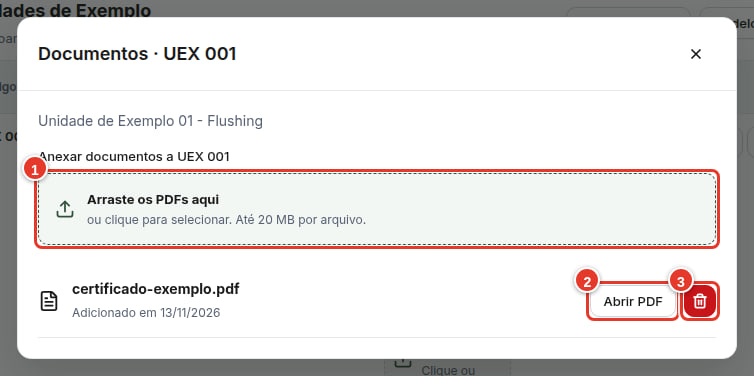 dades de Exemplo
Documentos · UEX 001
Unidade de Exemplo 01 - Flushing
Anexar documentos a UEX 001
1
Arraste os PDFs aqui
ou clique para selecionar. Até 20 MB por arquivo.
certificado-exemplo.pdf
Adicionado em 13/11/2026
2
Abrir PDF
3
Clique ou